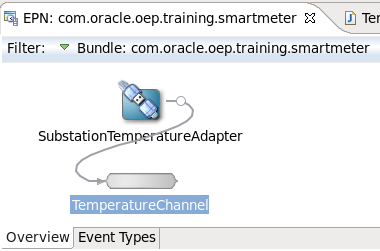 EPN: com.oracle.oep.training.smartmeter
Filter: Bundle: com.oracle.oep.training.smartmeter
SubstationTemperatureAdapter
TemperatureChannel
Overview Event Types